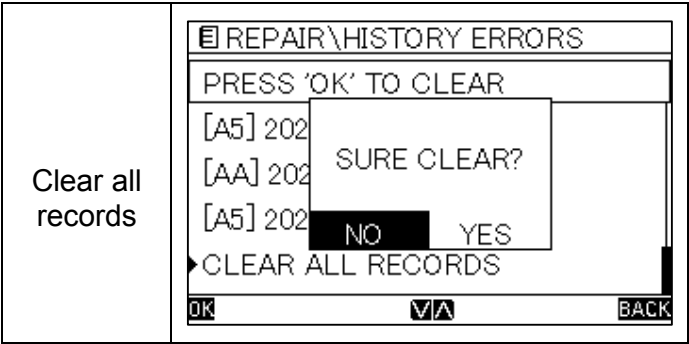 Clear all
records
REPAIR\HISTORY ERRORS
PRESS 'OK' TO CLEAR
[A5] 202
[AA] 202
[A5] 202
SURE CLEAR?
NO YES
CLEAR ALL RECORDS
OK BACK